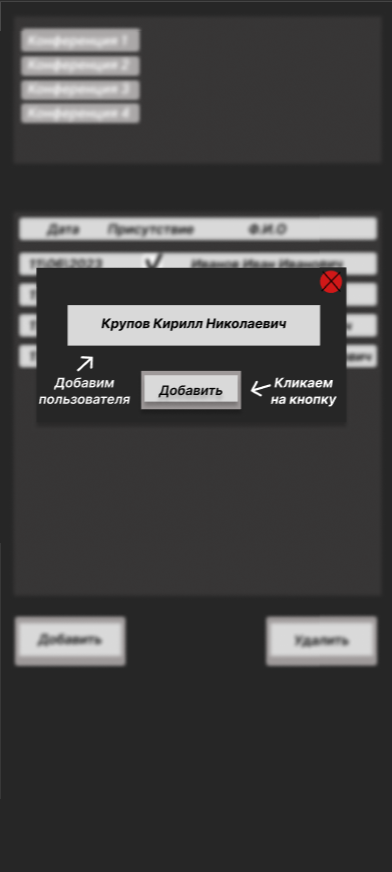 Конференция 1
Конференция 2
Конференция 3
Конференция 4
Дата Присутствие Ф.И.О
11\06\2023 Иванов Иван Иванович
Крупов Кирилл Николаевич
Добавим
пользователя
Добавить
Кликаем
на кнопку
Добавить
Удалить